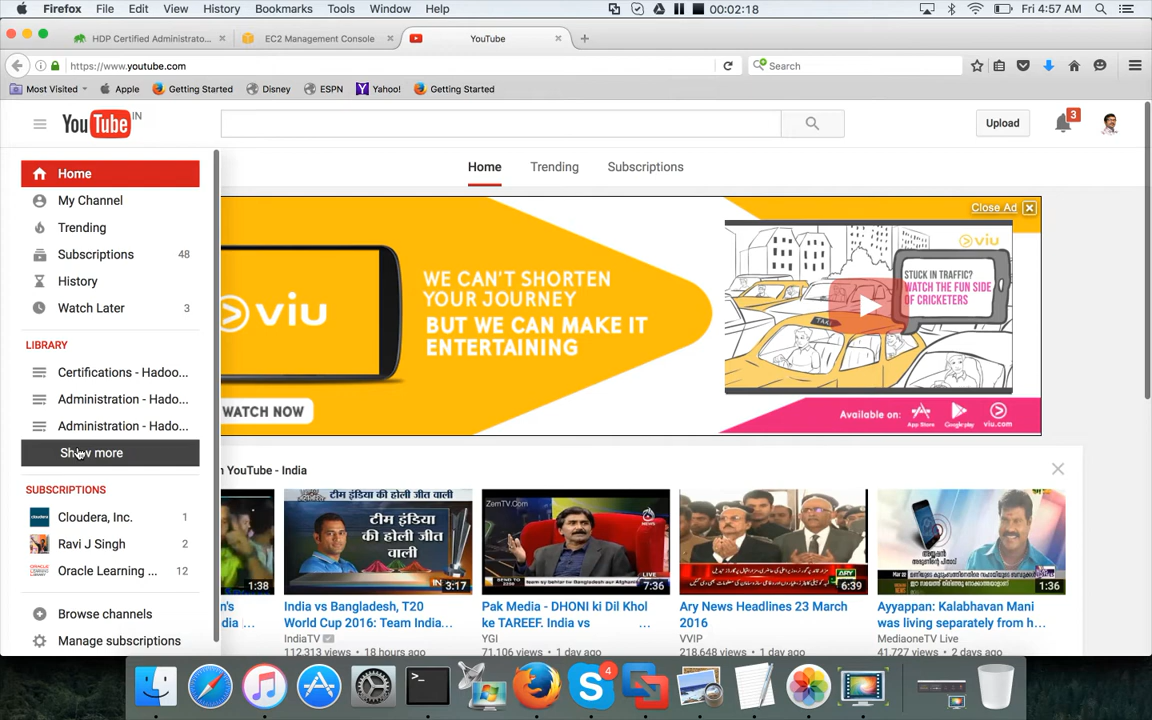 Firefox File Edit View History Bookmarks Tools Window Help 00:02:18 Fri 4:57 AM
HDP Certified Administrato... EC2 Management Console YouTube
https://www.youtube.com Search
Most Visited Apple Getting Started Disney ESPN Yahoo! Getting Started
YouTube IN Upload 3
Home Trending Subscriptions
Home
My Channel
Trending
Subscriptions 48
History
Watch Later 3
LIBRARY
Certifications - Hadoo...
Administration - Hado...
Administration - Hado...
Show more
SUBSCRIPTIONS
Cloudera, Inc. 1
Ravi J Singh 2
Oracle Learning ... 12
Browse channels
Manage subscriptions
Close Ad
viu
WE CAN'T SHORTEN
YOUR JOURNEY
BUT WE CAN MAKE IT
ENTERTAINING
WATCH NOW
viu
STUCK IN TRAFFIC?
WATCH THE FUN SIDE
OF CRICKETERS
TAXI
Available on:
App Store Google play viu.com
n YouTube - India
1:38
टीम इंडिया
की होली जीत
वाली
3:17
ZemTV.Com
NEWS
LIVE
7:36
ARY
NEWS
6:39
1:36
n's
dia ...
India vs Bangladesh, T20
World Cup 2016: Team India...
IndiaTV
112,313 views • 18 hours ago
Pak Media - DHONI ki Dil Khol
ke TAREEF. India vs ...
YGI
71,106 views • 1 day ago
Ary News Headlines 23 March
2016
VVIP
218,648 views • 1 day ago
Ayyappan: Kalabhavan Mani
was living separately from h...
MediaoneTV Live
41,727 views • 2 days ago
4